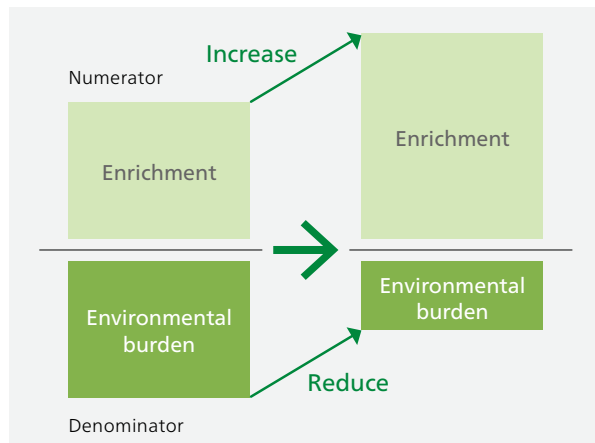 Increase
Numerator
Enrichment
Enrichment
Environmental
burden
Environmental
burden
Reduce
Denominator